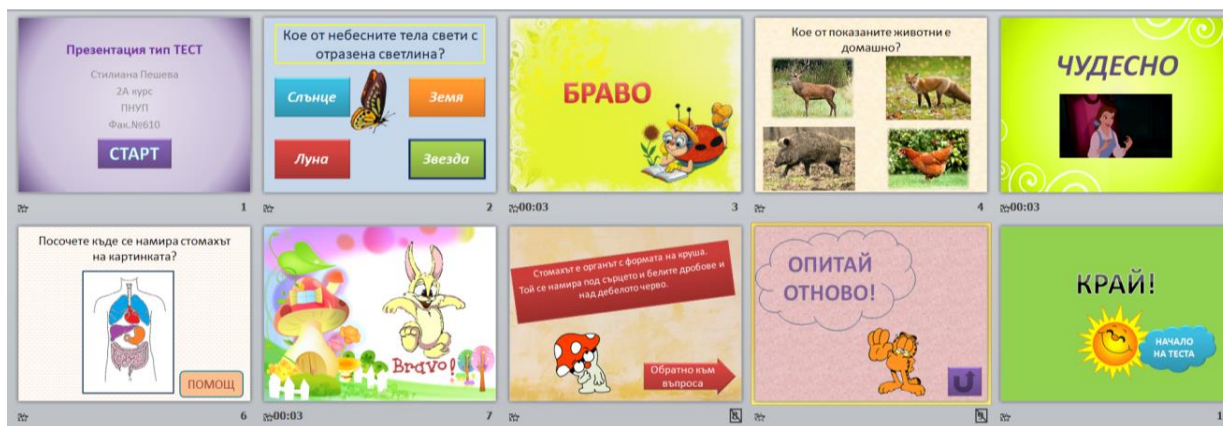 Презентация тип ТЕСТ
Стилиана Пешева
2А курс
ПНУП
Фак.№610
СТАРТ
1
Кое от небесните тела свети с
отразена светлина?
Слънце
Земя
Луна
Звезда
2
БРАВО
00:03
3
Кое от показаните животни е
домашно?
4
ЧУДЕСНО
00:03
Посочете къде се намира стомахът
на картинката?
ПОМОЩ
6
Bravo!
00:03
7
Стомахът е органът с формата на круша.
Той се намира под сърцето и белите дробове и
над дебелото черво.
Обратно към
въпроса
8
ОПИТАЙ
ОТНОВО!
9
КРАЙ!
НАЧАЛО
НА ТЕСТА
1